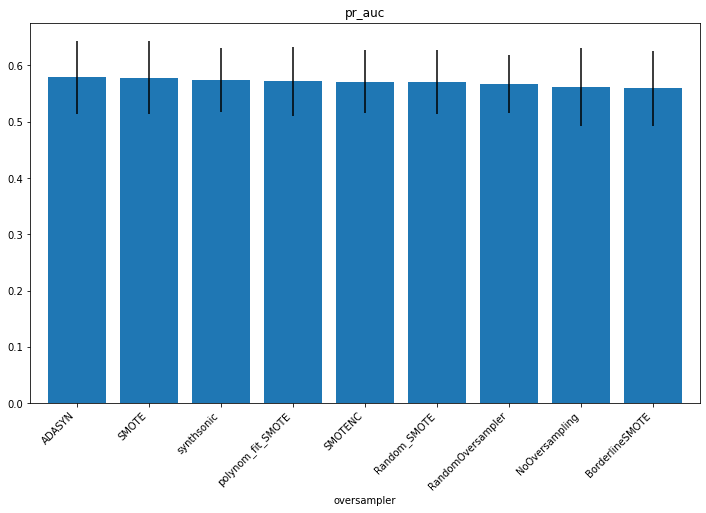 pr_auc
0.6
0.5
0.4
0.3
0.2
0.1
0.0
ADASYN
SMOTE
synthsonic
polynom_fit_SMOTE
SMOTENC
Random_SMOTE
RandomOversampler
NoOversampling
BorderlineSMOTE
oversampler